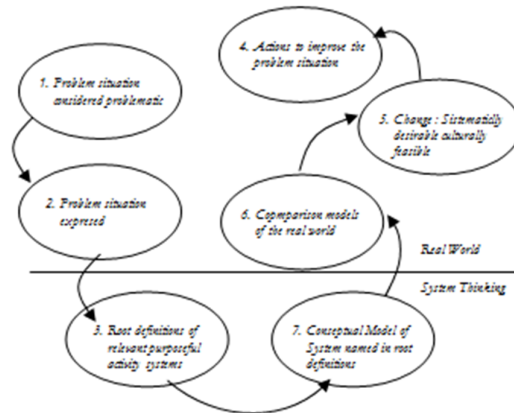 4. Actions to improve the
problem situation
1. Problem situation
considered problematic
5. Change : Sistematiclly
desirable culturally
feasible
2. Problem situation
expresed
6. Copmparison models
of the real world
Real World
System Thinking
3. Root definitions of
relevant purposeful
activity systems
7. Conceptual Model of
System named in root
definitions